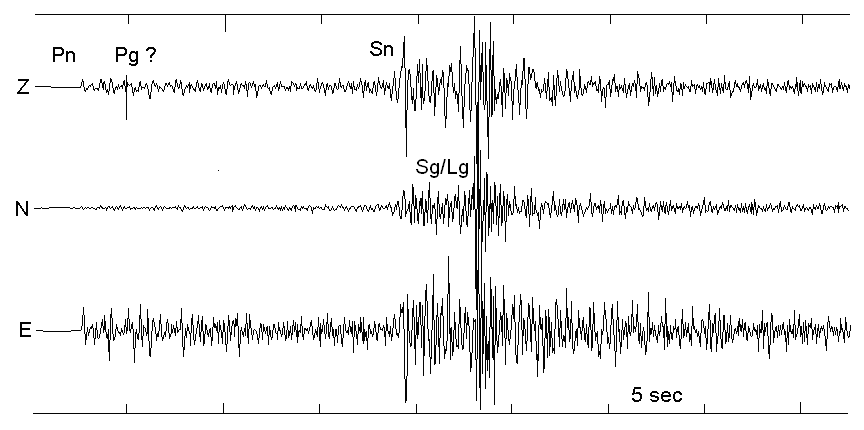 Pn Pg ? Sn
Z
Sg/Lg
N
E
5 sec